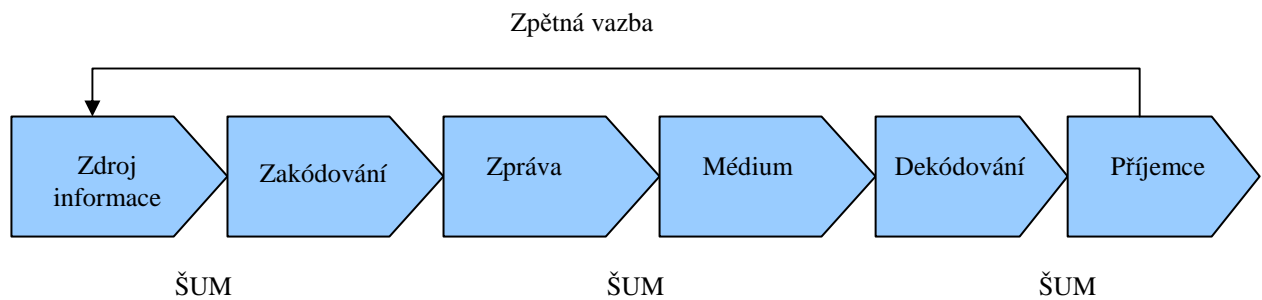 Zpětná vazba
Zdroj
informace
Zakódování
Zpráva
Médium
Dekódování
Příjemce
ŠUM
ŠUM
ŠUM